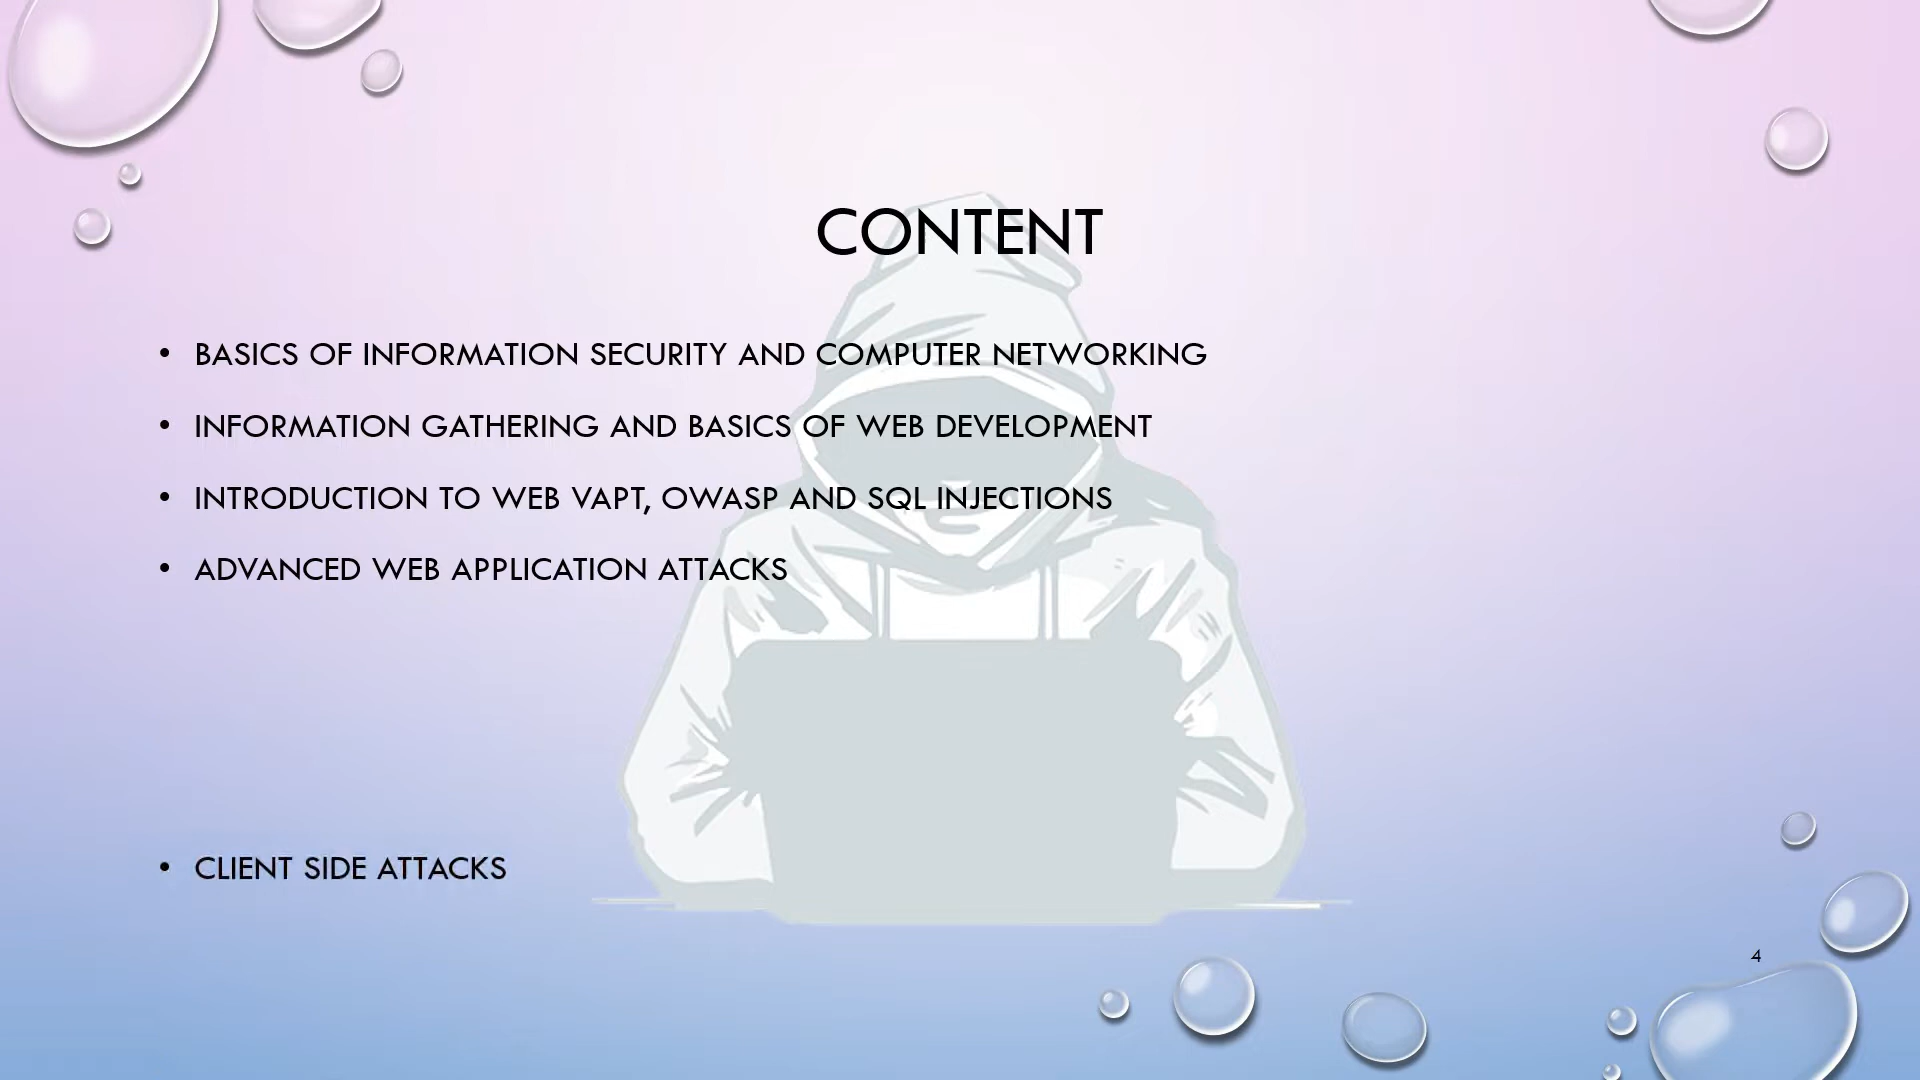 CONTENT
• BASICS OF INFORMATION SECURITY AND COMPUTER NETWORKING
• INFORMATION GATHERING AND BASICS OF WEB DEVELOPMENT
• INTRODUCTION TO WEB VAPT, OWASP AND SQL INJECTIONS
• ADVANCED WEB APPLICATION ATTACKS
• CLIENT SIDE ATTACKS
4